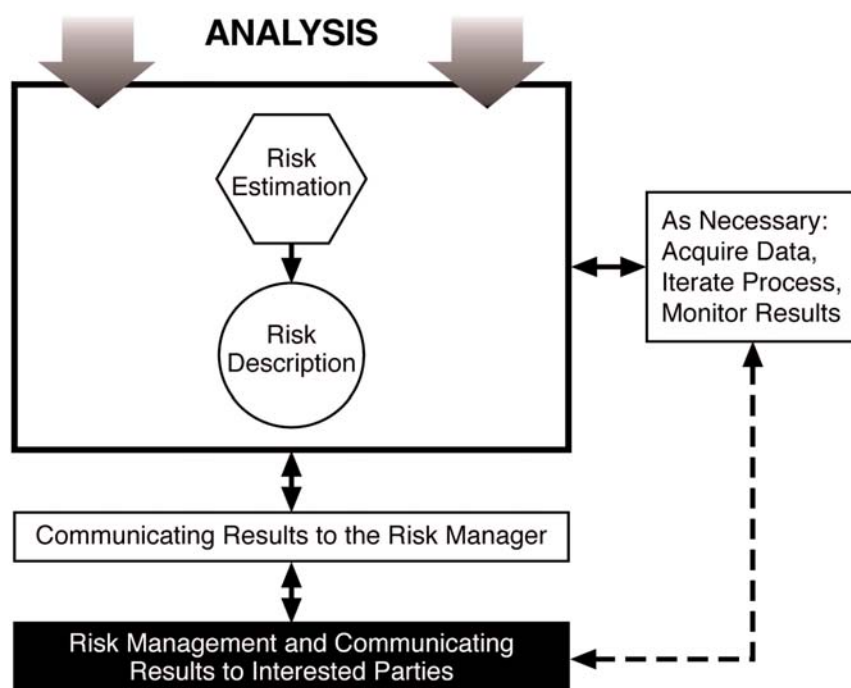 ANALYSIS
Risk
Estimation
Risk
Description
As Necessary:
Acquire Data,
Iterate Process,
Monitor Results
Communicating Results to the Risk Manager
Risk Management and Communicating
Results to Interested Parties